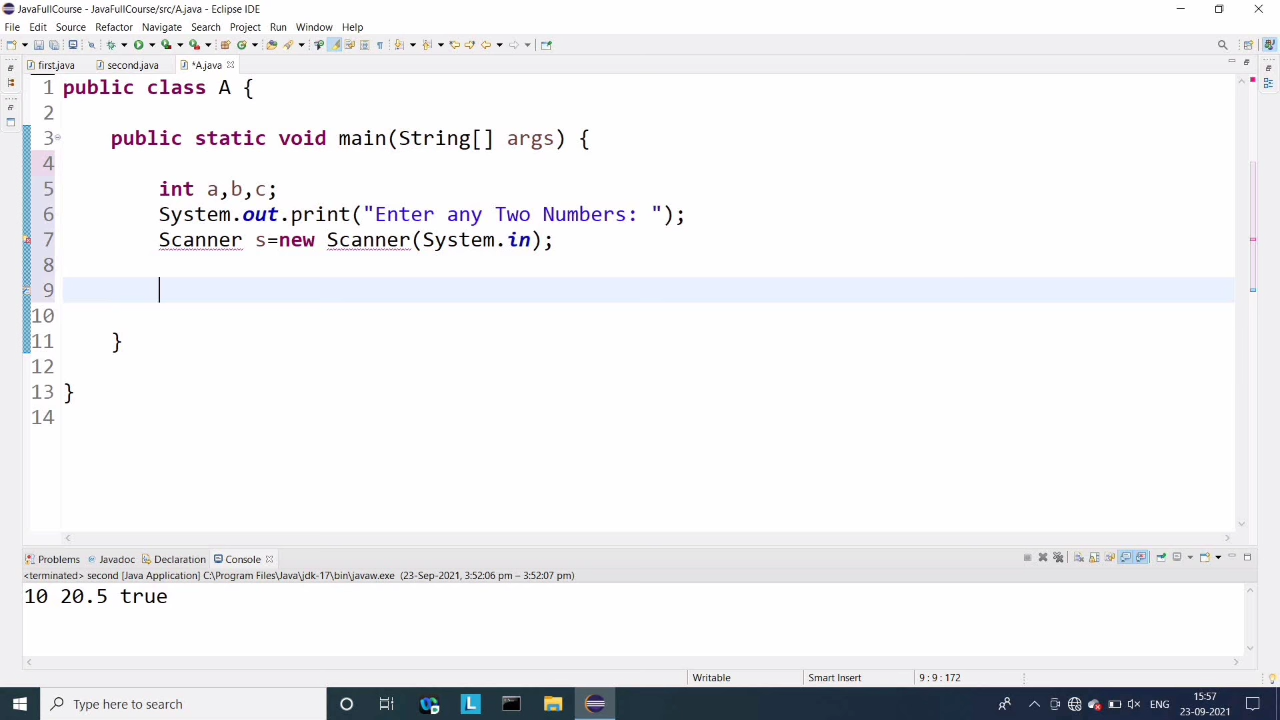 JavaFullCourse - JavaFullCourse/src/A.java - Eclipse IDE
File Edit Source Refactor Navigate Search Project Run Window Help
first.java second.java *A.java
1 public class A {
2
3 public static void main(String[] args) {
4
5 int a,b,c;
6 System.out.print("Enter any Two Numbers: ");
7 Scanner s=new Scanner(System.in);
8
9
10
11 }
12
13 }
14
Problems Javadoc Declaration Console
<terminated> second [Java Application] C:\Program Files\Java\jdk-17\bin\javaw.exe (23-Sep-2021, 3:52:06 pm – 3:52:07 pm)
10 20.5 true
Writable Smart Insert 9 : 9 : 172
Type here to search L ENG 15:57
23-09-2021